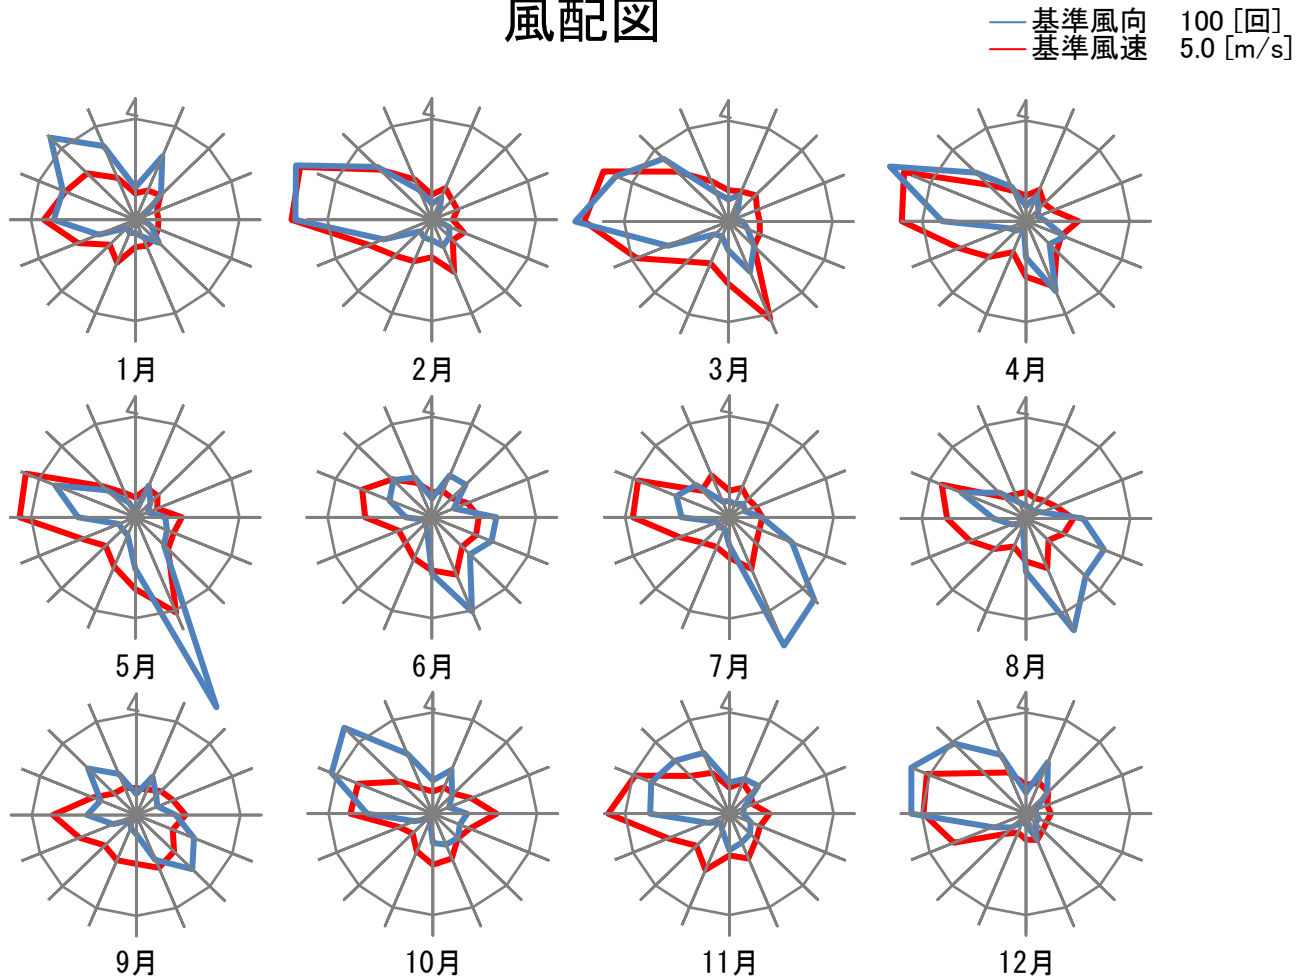 風配図
基準風向 100 [回]
基準風速 5.0 [m/s]
1月 2月 3月 4月
5月 6月 7月 8月
9月 10月 11月 12月